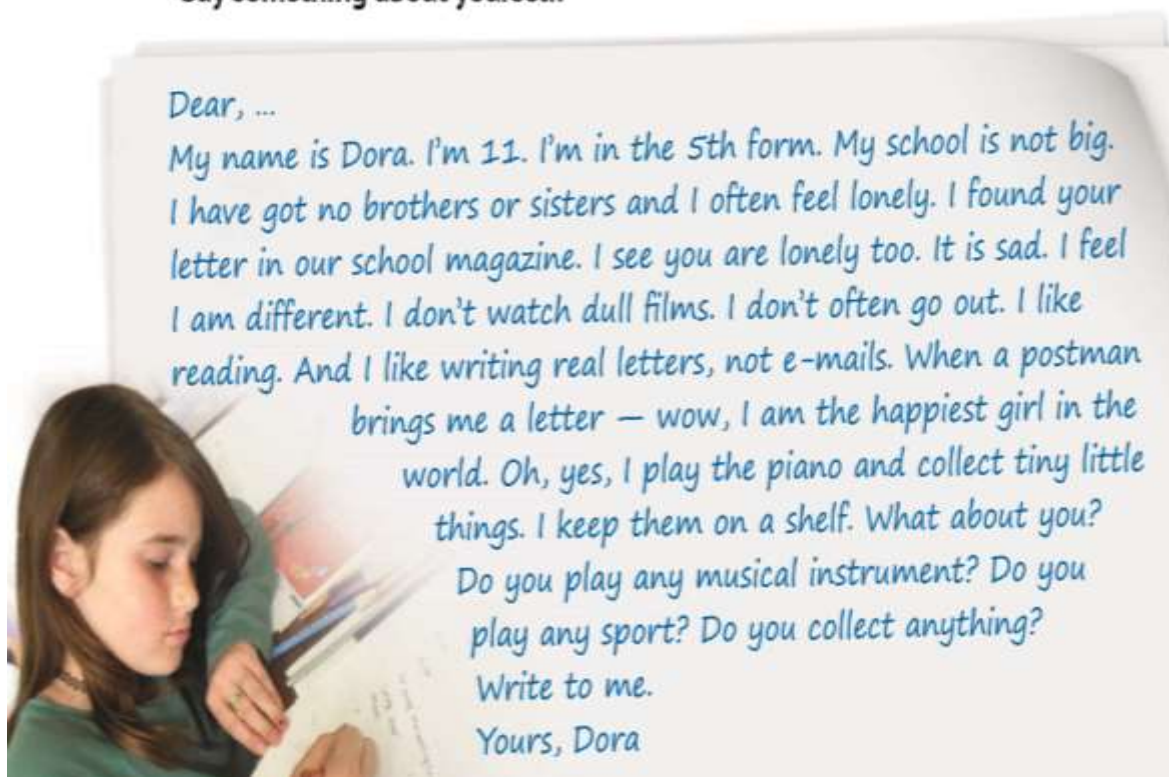 Dear, ...
My name is Dora. I'm 11. I'm in the 5th form. My school is not big.
I have got no brothers or sisters and I often feel lonely. I found your
letter in our school magazine. I see you are lonely too. It is sad. I feel
I am different. I don't watch dull films. I don't often go out. I like
reading. And I like writing real letters, not e-mails. When a postman
brings me a letter — wow, I am the happiest girl in the
world. Oh, yes, I play the piano and collect tiny little
things. I keep them on a shelf. What about you?
Do you play any musical instrument? Do you
play any sport? Do you collect anything?
Write to me.
Yours, Dora